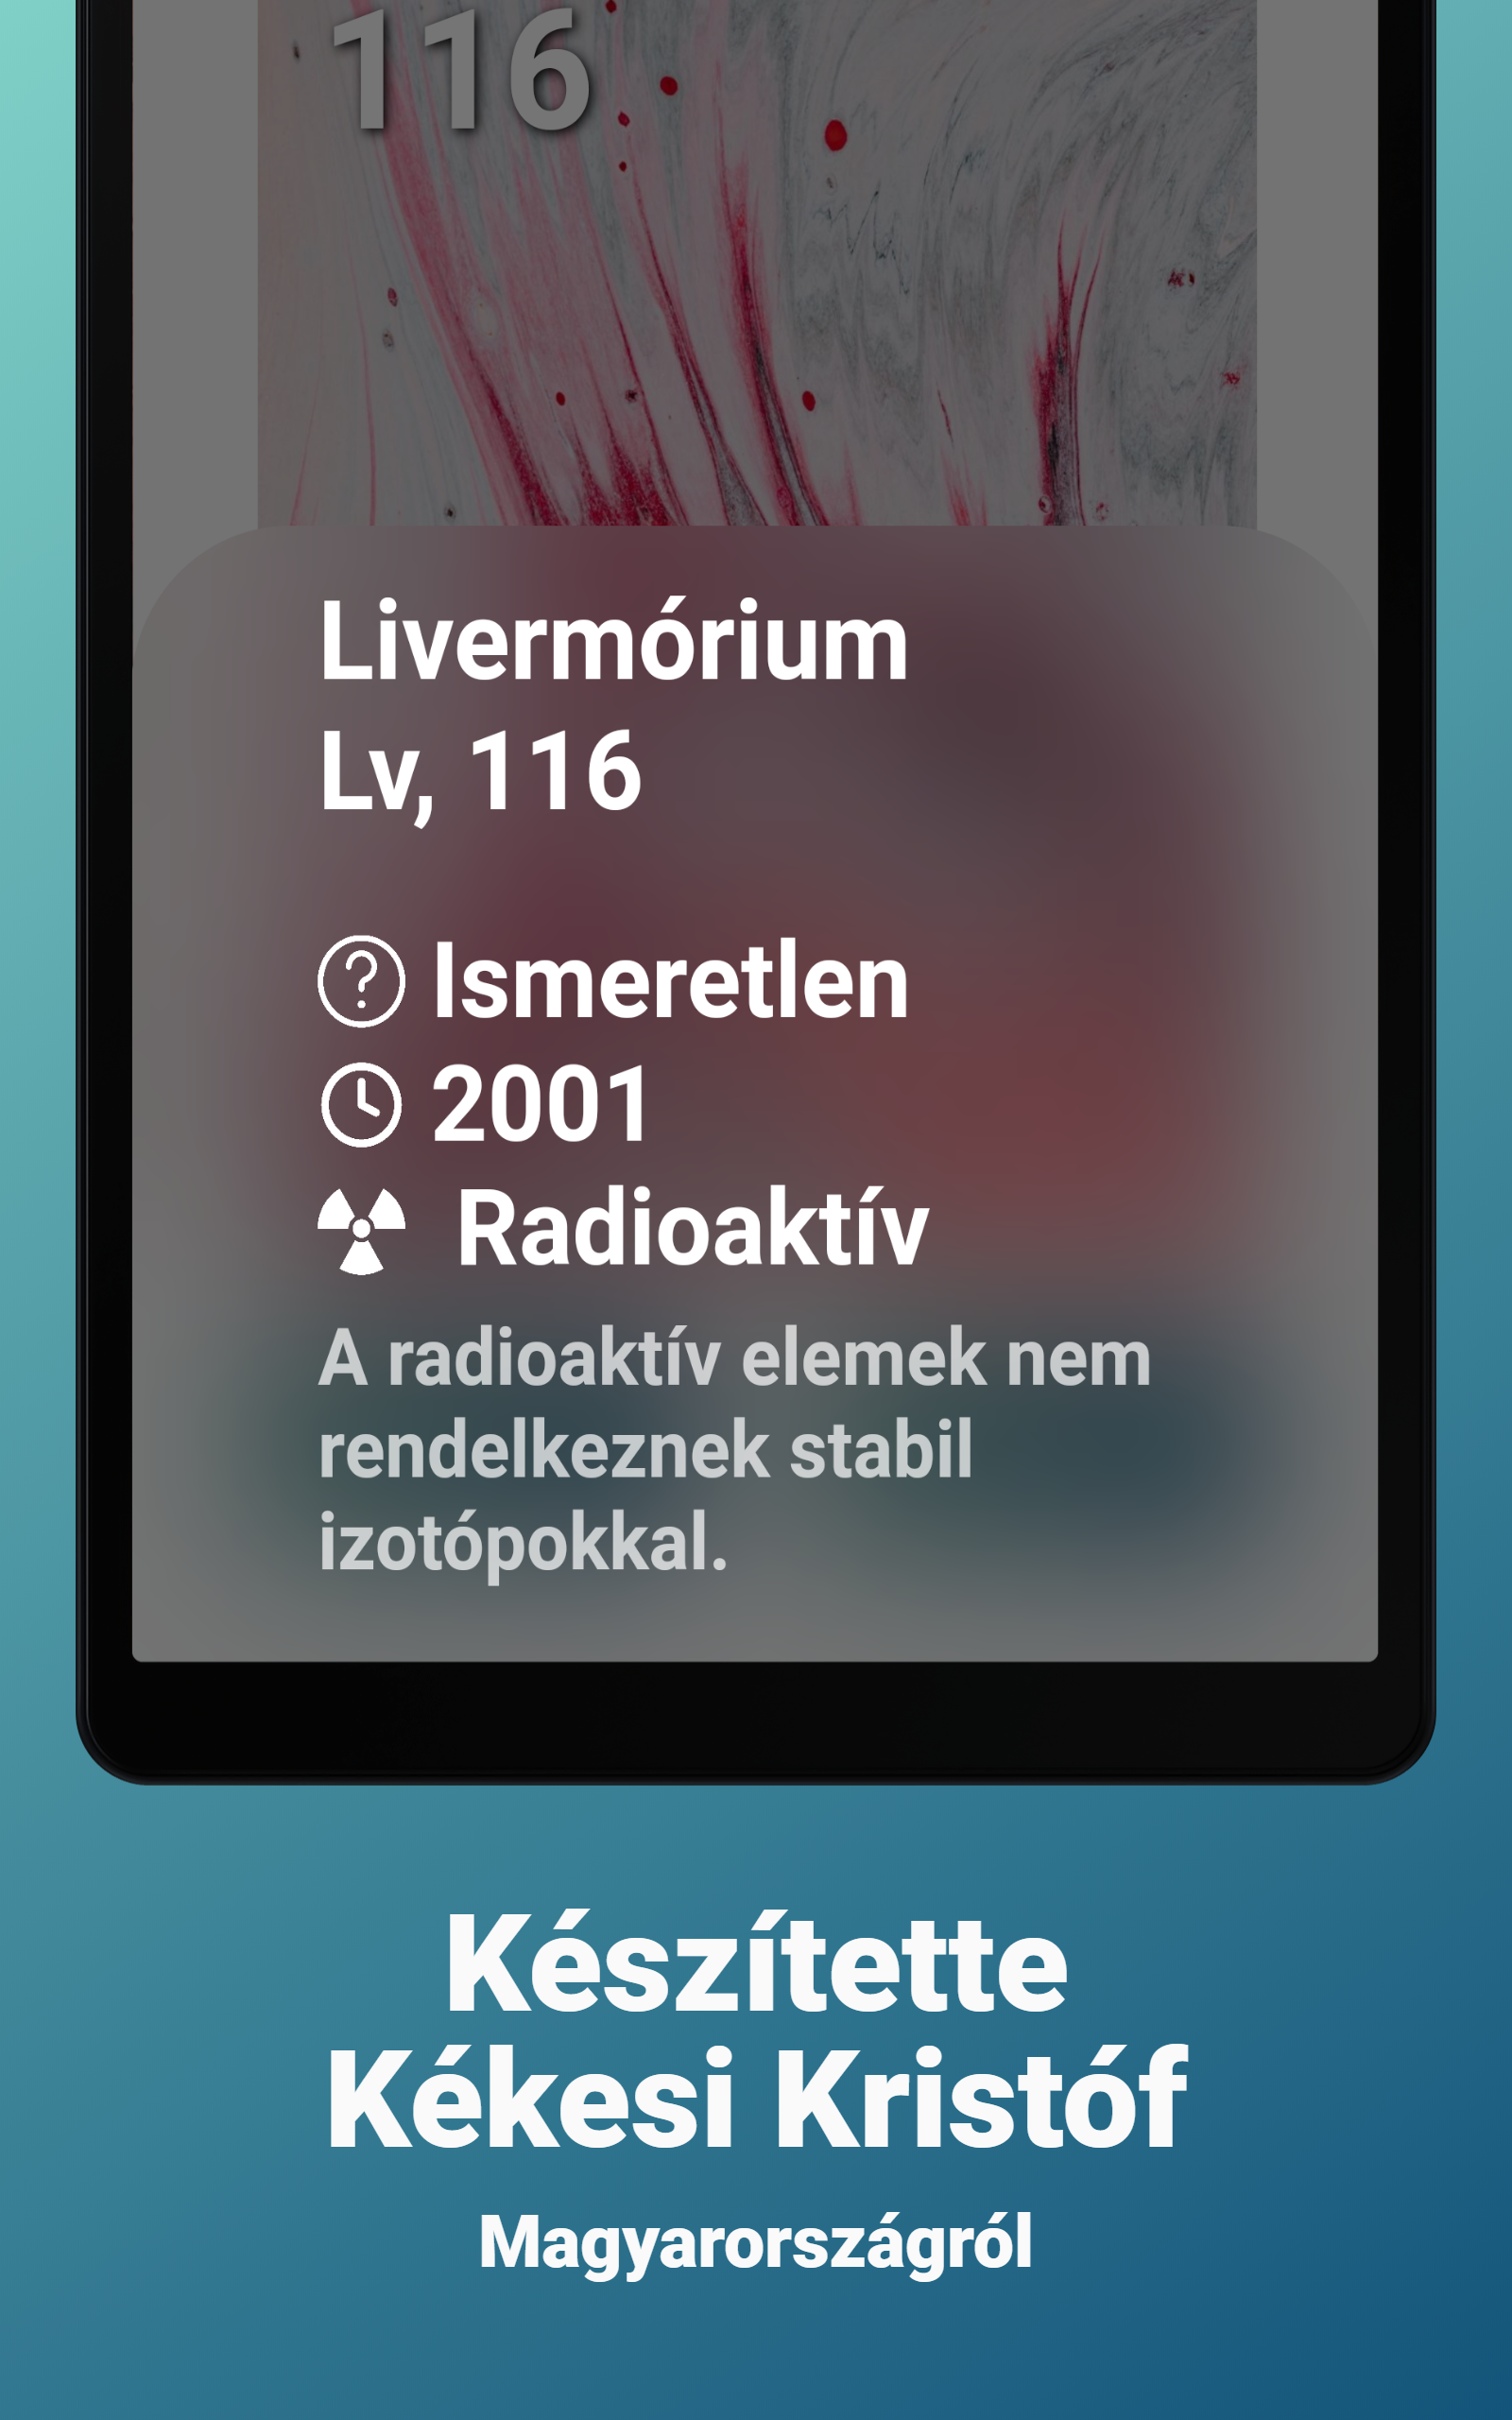 116
Livermórium
Lv, 116
Ismeretlen
2001
Radioaktív
A radioaktív elemek nem
rendelkeznek stabil
izotópokkal.
Készítette
Kékesi Kristóf
Magyarországról